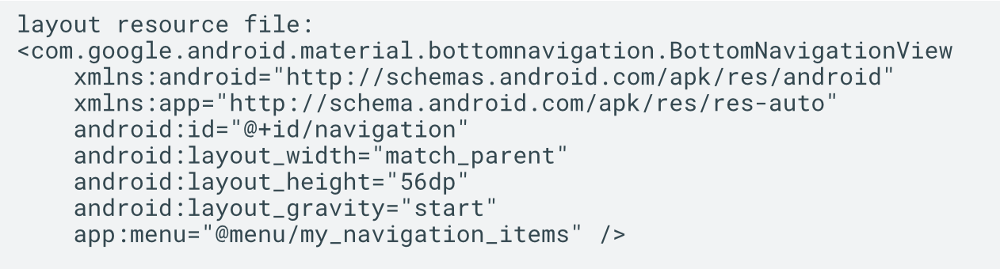 layout resource file:
<com.google.android.material.bottomnavigation.BottomNavigationView
xmlns:android="http://schemas.android.com/apk/res/android"
xmlns:app="http://schema.android.com/apk/res/res-auto"
android:id="@+id/navigation"
android:layout_width="match_parent"
android:layout_height="56dp"
android:layout_gravity="start"
app:menu="@menu/my_navigation_items" />